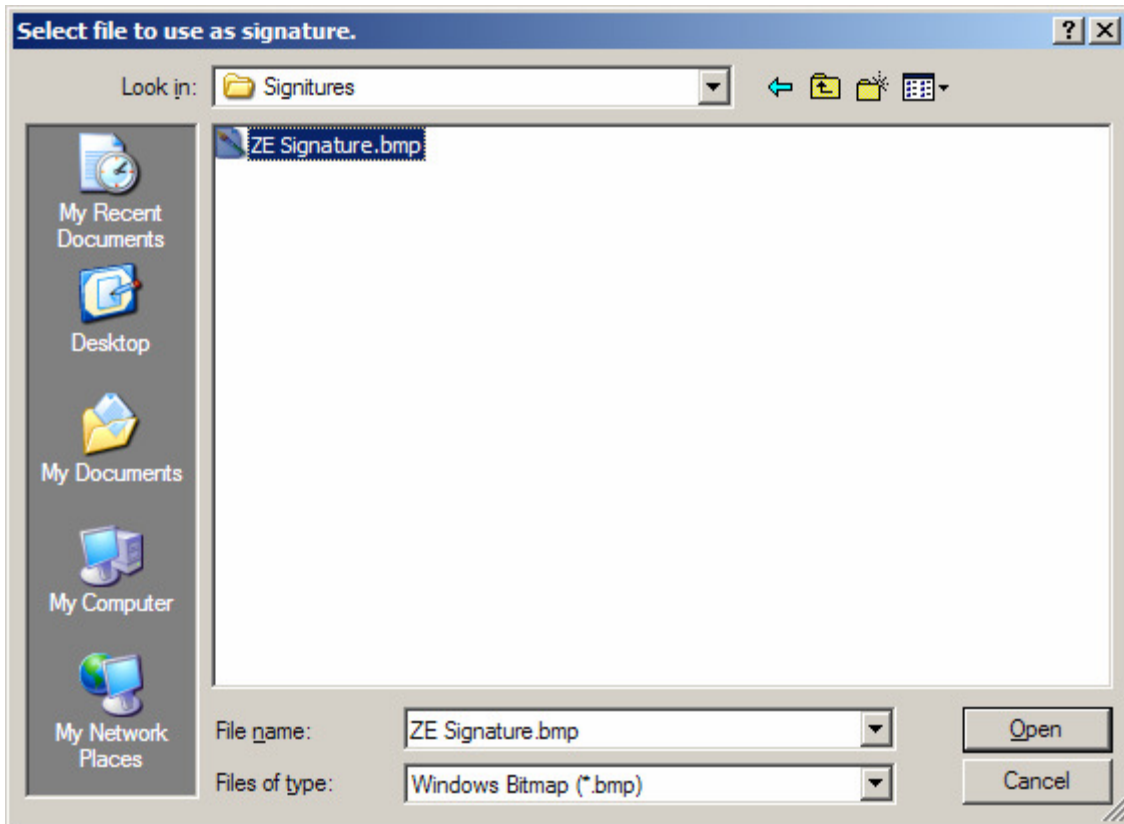 Select file to use as signature.
Look in: Signitures
ZE Signature.bmp
My Recent
Documents
Desktop
My Documents
My Computer
My Network
Places
File name: ZE Signature.bmp Open
Files of type: Windows Bitmap (*.bmp) Cancel